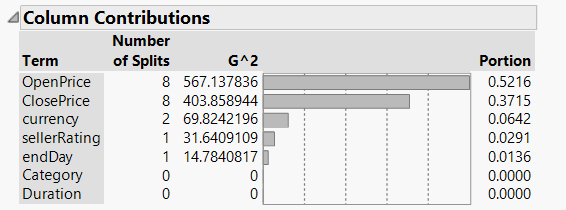 Column Contributions
Number
Term of Splits G^2 Portion
OpenPrice 8 567.137836 0.5216
ClosePrice 8 403.858944 0.3715
currency 2 69.8242196 0.0642
sellerRating 1 31.6409109 0.0291
endDay 1 14.7840817 0.0136
Category 0 0 0.0000
Duration 0 0 0.0000